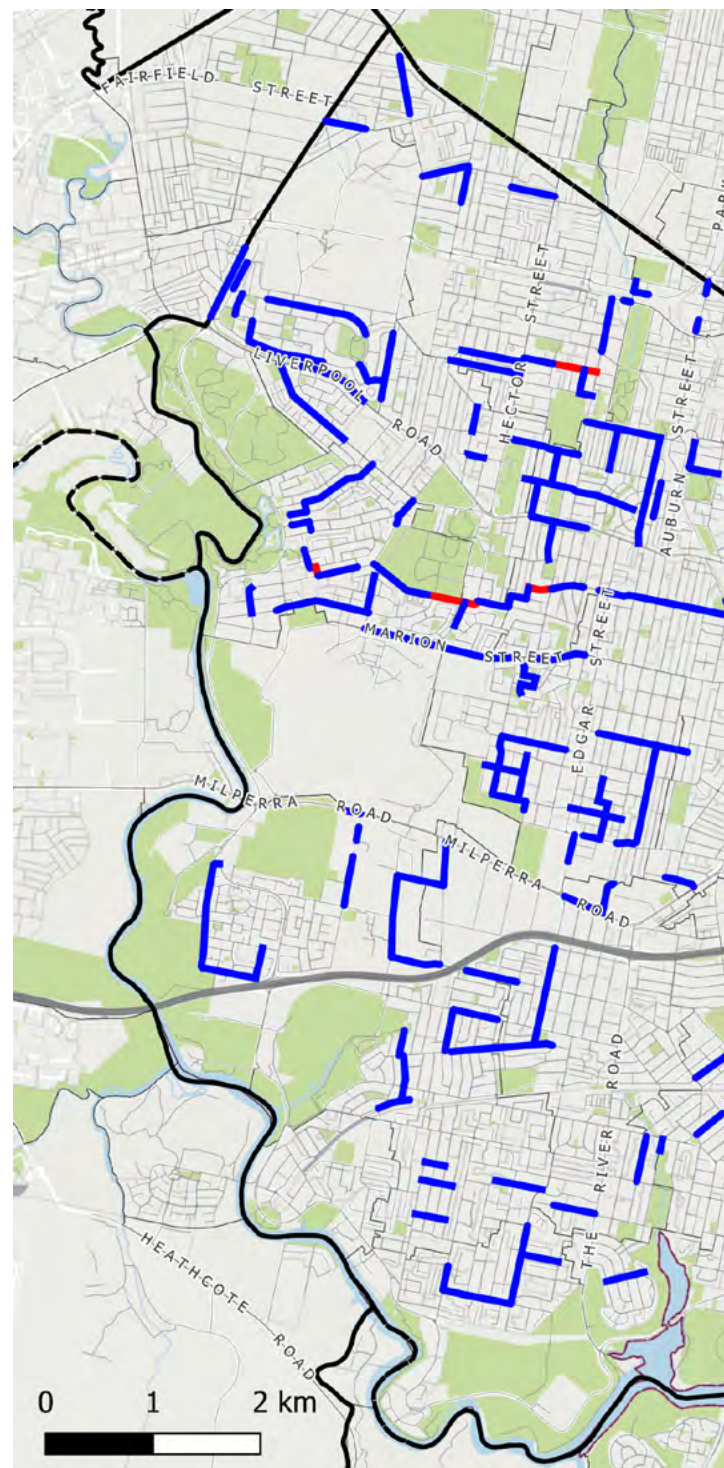 FAIRFIELD STREET
PARK
HECTOR STREET
LIVERPOOL ROAD
AUBURN STREET
MARION STREET
EDGAR STREET
MILPERRA ROAD
MILPERRA ROAD
THE RIVER ROAD
HEATHCOTE ROAD
0 1 2 km